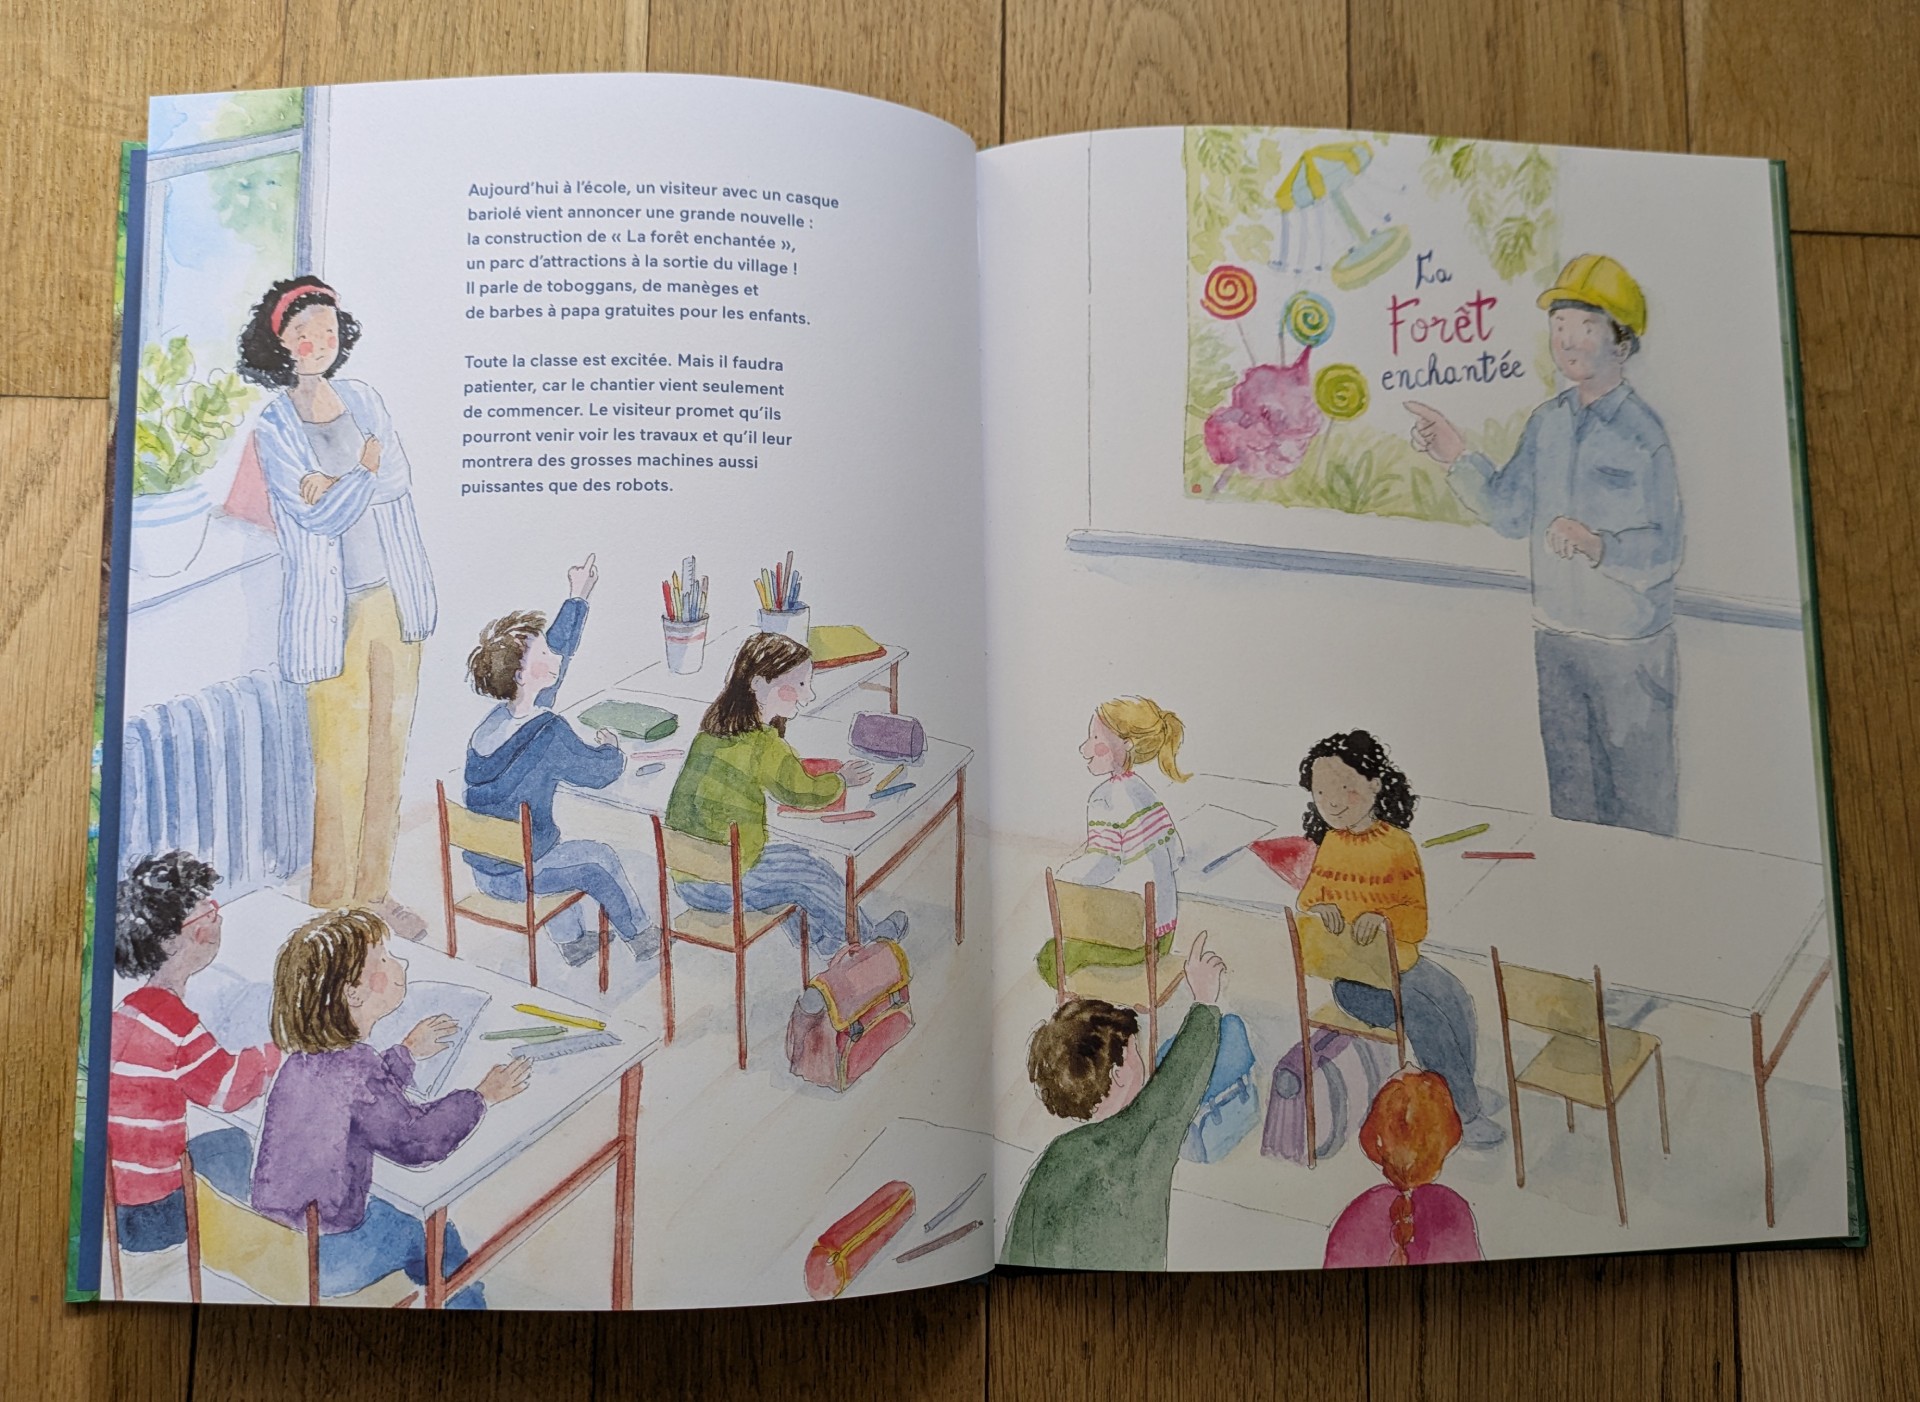 Aujourd'hui à l'école, un visiteur avec un casque
bariolé vient annoncer une grande nouvelle :
la construction de « La forêt enchantée »,
un parc d'attractions à la sortie du village !
Il parle de toboggans, de manèges et
de barbes à papa gratuites pour les enfants.
Toute la classe est excitée. Mais il faudra
patienter, car le chantier vient seulement
de commencer. Le visiteur promet qu'ils
pourront venir voir les travaux et qu'il leur
montrera des grosses machines aussi
puissantes que des robots.
La
Forêt
enchantée